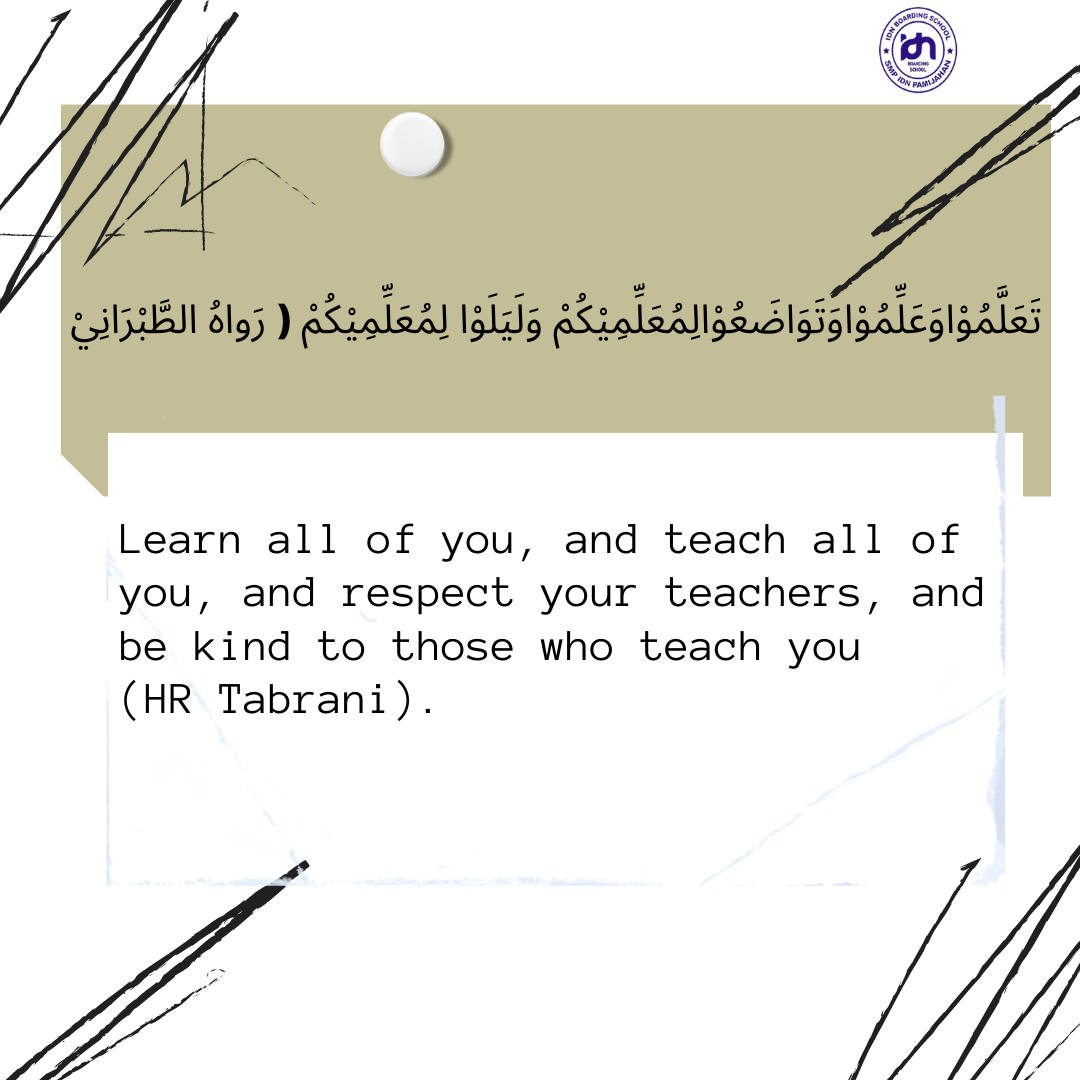 IDN BOARDING SCHOOL
idn
BOARDING
SCHOOL
SMP IDN PAMIJAHAN
تَعَلَّمُوْاوَعَلِّمُوْاوَتَوَاضَعُوْالِمُعَلِّمِيْكُمْ وَلَيَلَوْا لِمُعَلِّمِيْكُمْ ( رَواهُ الطَّبْرَانِيْ
Learn all of you, and teach all of
you, and respect your teachers, and
be kind to those who teach you
(HR Tabrani).